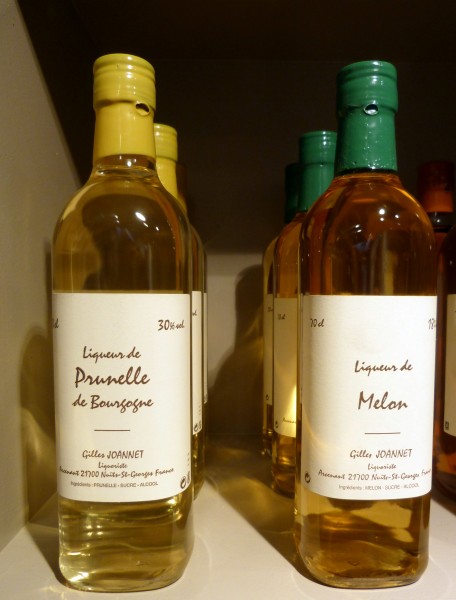 cl
30% vol
Liqueur de
Prunelle
de Bourgogne
Gilles JOANNET
Liquoriste
Arcenant 21700 Nuits-St-Georges France
Ingrédients : PRUNELLE - SUCRE - ALCOOL
70 cl
18%
Liqueur de
Melon
Gilles JOANNET
Liquoriste
Arcenant 21700 Nuits-St-Georges France
Ingrédients : MELON - SUCRE - ALCOOL